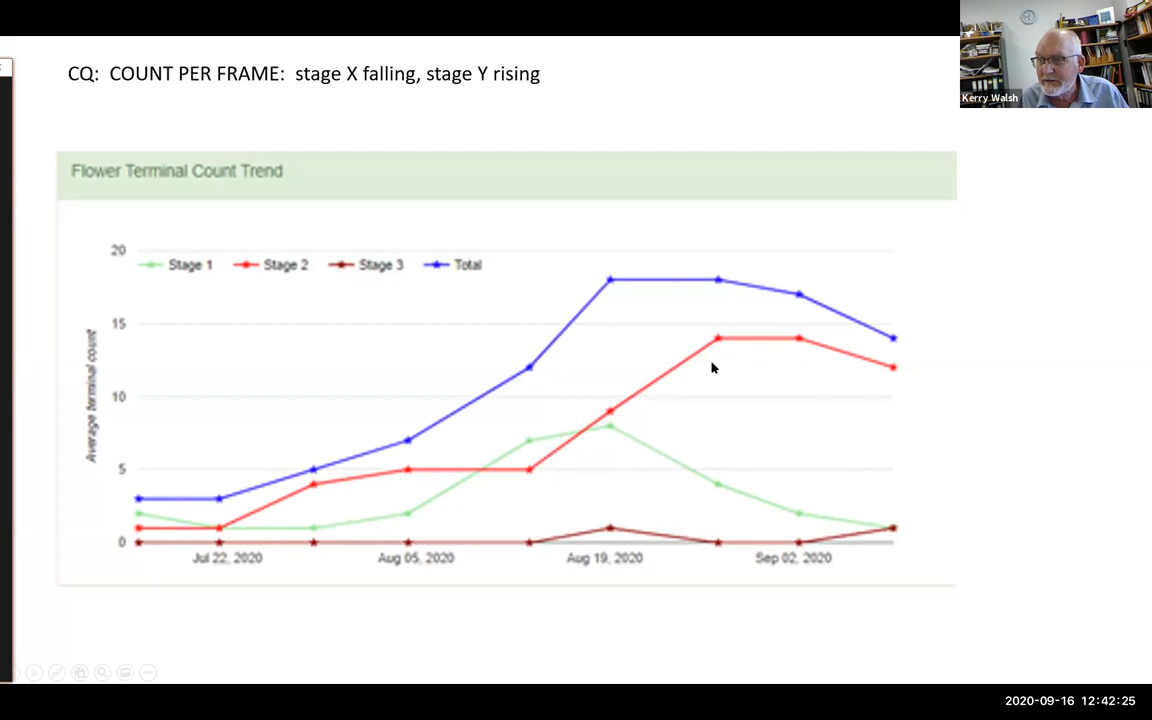 CQ: COUNT PER FRAME: stage X falling, stage Y rising
Kerry Walsh
Flower Terminal Count Trend
20
Stage 1 Stage 2 Stage 3 Total
15
Average terminal count
10
5
0
Jul 22, 2020 Aug 05, 2020 Aug 19, 2020 Sep 02, 2020
2020-09-16 12:42:25